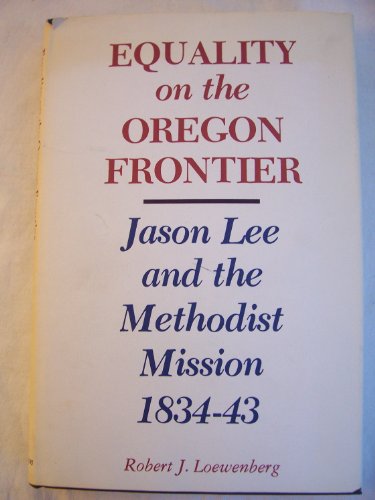 EQUALITY
on the
OREGON
FRONTIER
Jason Lee
and the
Methodist
Mission
1834-43
Robert J. Loewenberg